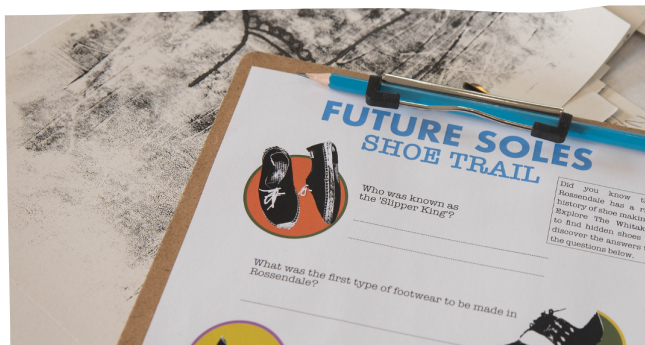 FUTURE SOLES
SHOE TRAIL
Who was known as
the 'Slipper King'?
Did you know
Rossendale has a
history of shoe
Explore The
to find hidden shoes
discover the answers
the questions below.
What was the first type of footwear to be made in
Rossendale?